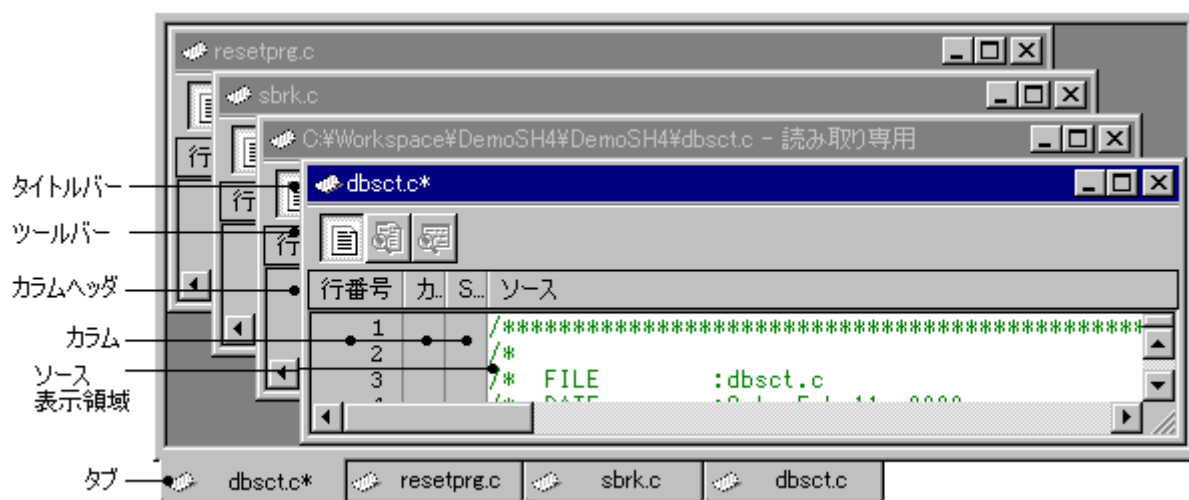 resetprg.c
sbrk.c
C:¥Workspace¥DemoSH4¥DemoSH4¥dbsct.c - 読み取り専用
行
タイトルバー
dbsct.c*
行
ツールバー
行
カラムヘッダ
行番号 カ.. S... ソース
カラム
1 /**********************************************
2 /*
ソース
表示領域
3 /* FILE :dbsct.c
タブ
dbsct.c* resetprg.c sbrk.c dbsct.c